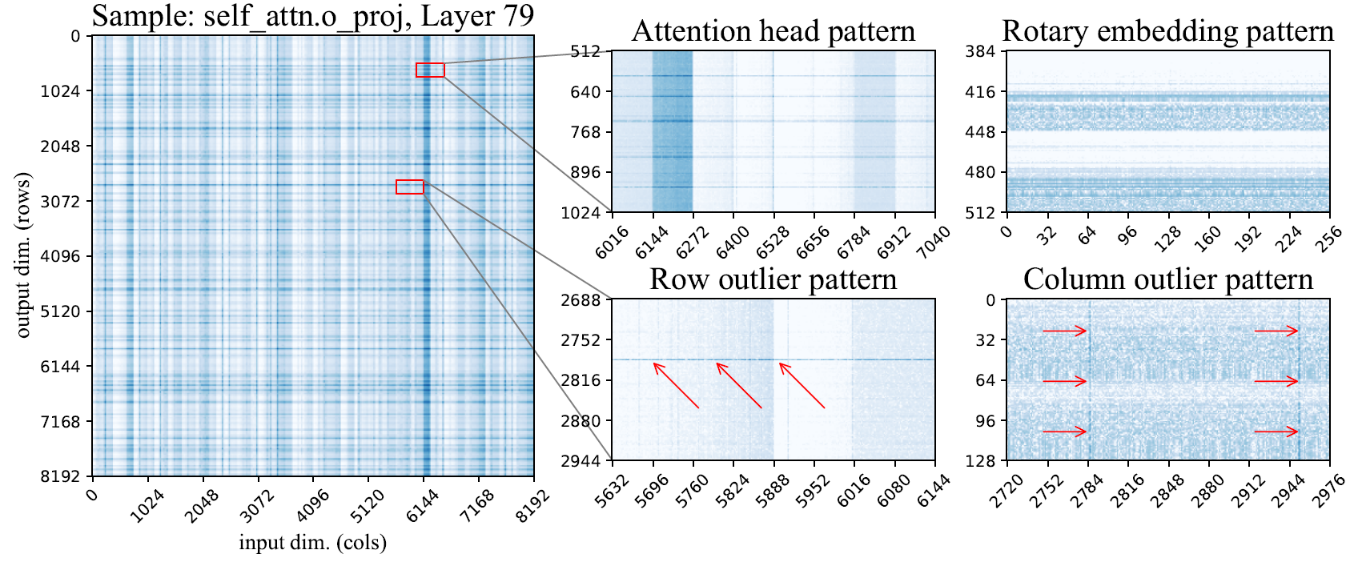 Sample: self_attn.o_proj, Layer 79
output dim. (rows)
0
1024
2048
3072
4096
5120
6144
7168
8192
0 1024 2048 3072 4096 5120 6144 7168 8192
input dim. (cols)
Attention head pattern
512
640
768
896
1024
6016 6144 6272 6400 6528 6656 6784 6912 7040
Rotary embedding pattern
384
416
448
480
512
0 32 64 96 128 160 192 224 256
Row outlier pattern
2688
2752
2816
2880
2944
5632 5696 5760 5824 5888 5952 6016 6080 6144
Column outlier pattern
0
32
64
96
128
2720 2752 2784 2816 2848 2880 2912 2944 2976